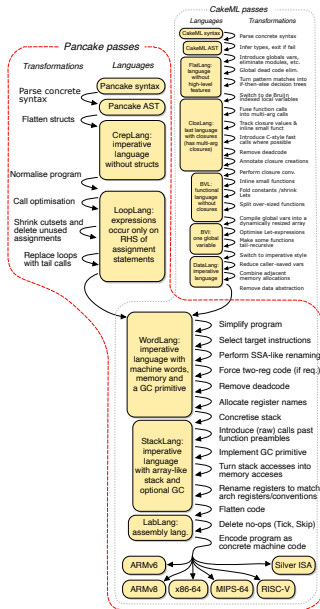 CakeML passes
Languages
Transformations
CakeML syntax
Parse concrete syntax
CakeML AST
Infer types, exit if fail
Introduce globals vars,
eliminate modules, etc.
FlatLang:
language
without
high-level
features
Global dead code elim.
Turn pattern matches into
if-then-else decision trees
Switch to de Bruijn
indexed local variables
Fuse function calls
into multi-arg calls
ClosLang:
last language
with closures
(has multi-arg
closures)
Track closure values &
inline small funct
Introduce C-style fast
calls where possible
Remove deadcode
Annotate closure creations
Perform closure conv.
BVL:
functional
language
without
closures
Inline small functions
Fold constants /shrink
Lets
Split over-sized functions
Compile global vars into a
dynamically resized array
BVI:
one global
variable
Optimise Let-expressions
Make some functions
tail-recursive
Switch to imperative style
DataLang:
imperative
language
Reduce caller-saved vars
Combine adjacent
memory allocations
Remove data abstraction
Pancake passes
Transformations
Languages
Pancake syntax
Parse concrete
syntax
Pancake AST
Flatten structs
CrepLang:
imperative
language
without structs
Normalise program
Call optimisation
LoopLang:
expressions
occur only on
RHS of
assignment
statements
Shrink cutsets and
delete unused
assignments
Replace loops
with tail calls
WordLang:
imperative
language with
machine words,
memory and
a GC primitive
Simplify program
Select target instructions
Perform SSA-like renaming
Force two-reg code (if req.)
Remove deadcode
Allocate register names
Concretise stack
StackLang:
imperative
language
with array-like
stack and
optional GC
Introduce (raw) calls past
function preambles
Implement GC primitive
Turn stack accesses into
memory acceses
Rename registers to match
arch registers/conventions
Flatten code
LabLang:
assembly lang.
Delete no-ops (Tick, Skip)
Encode program as
concrete machine code
ARMv6
Silver ISA
ARMv8
x86-64
MIPS-64
RISC-V